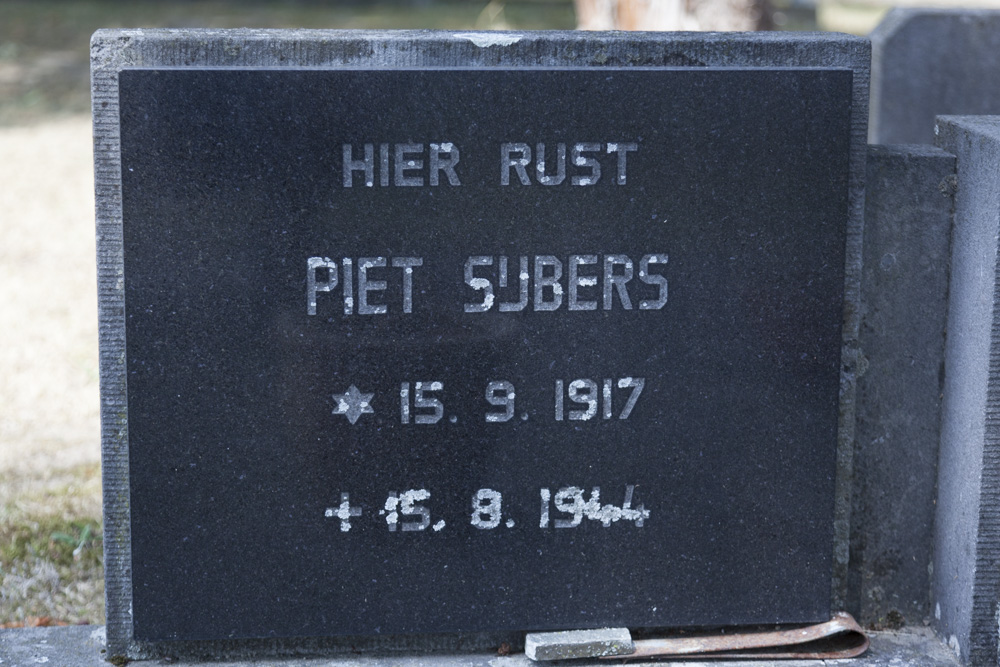 HIER RUST
PIET SIJBERS
* 15. 9. 1917
+ 15. 8. 1944